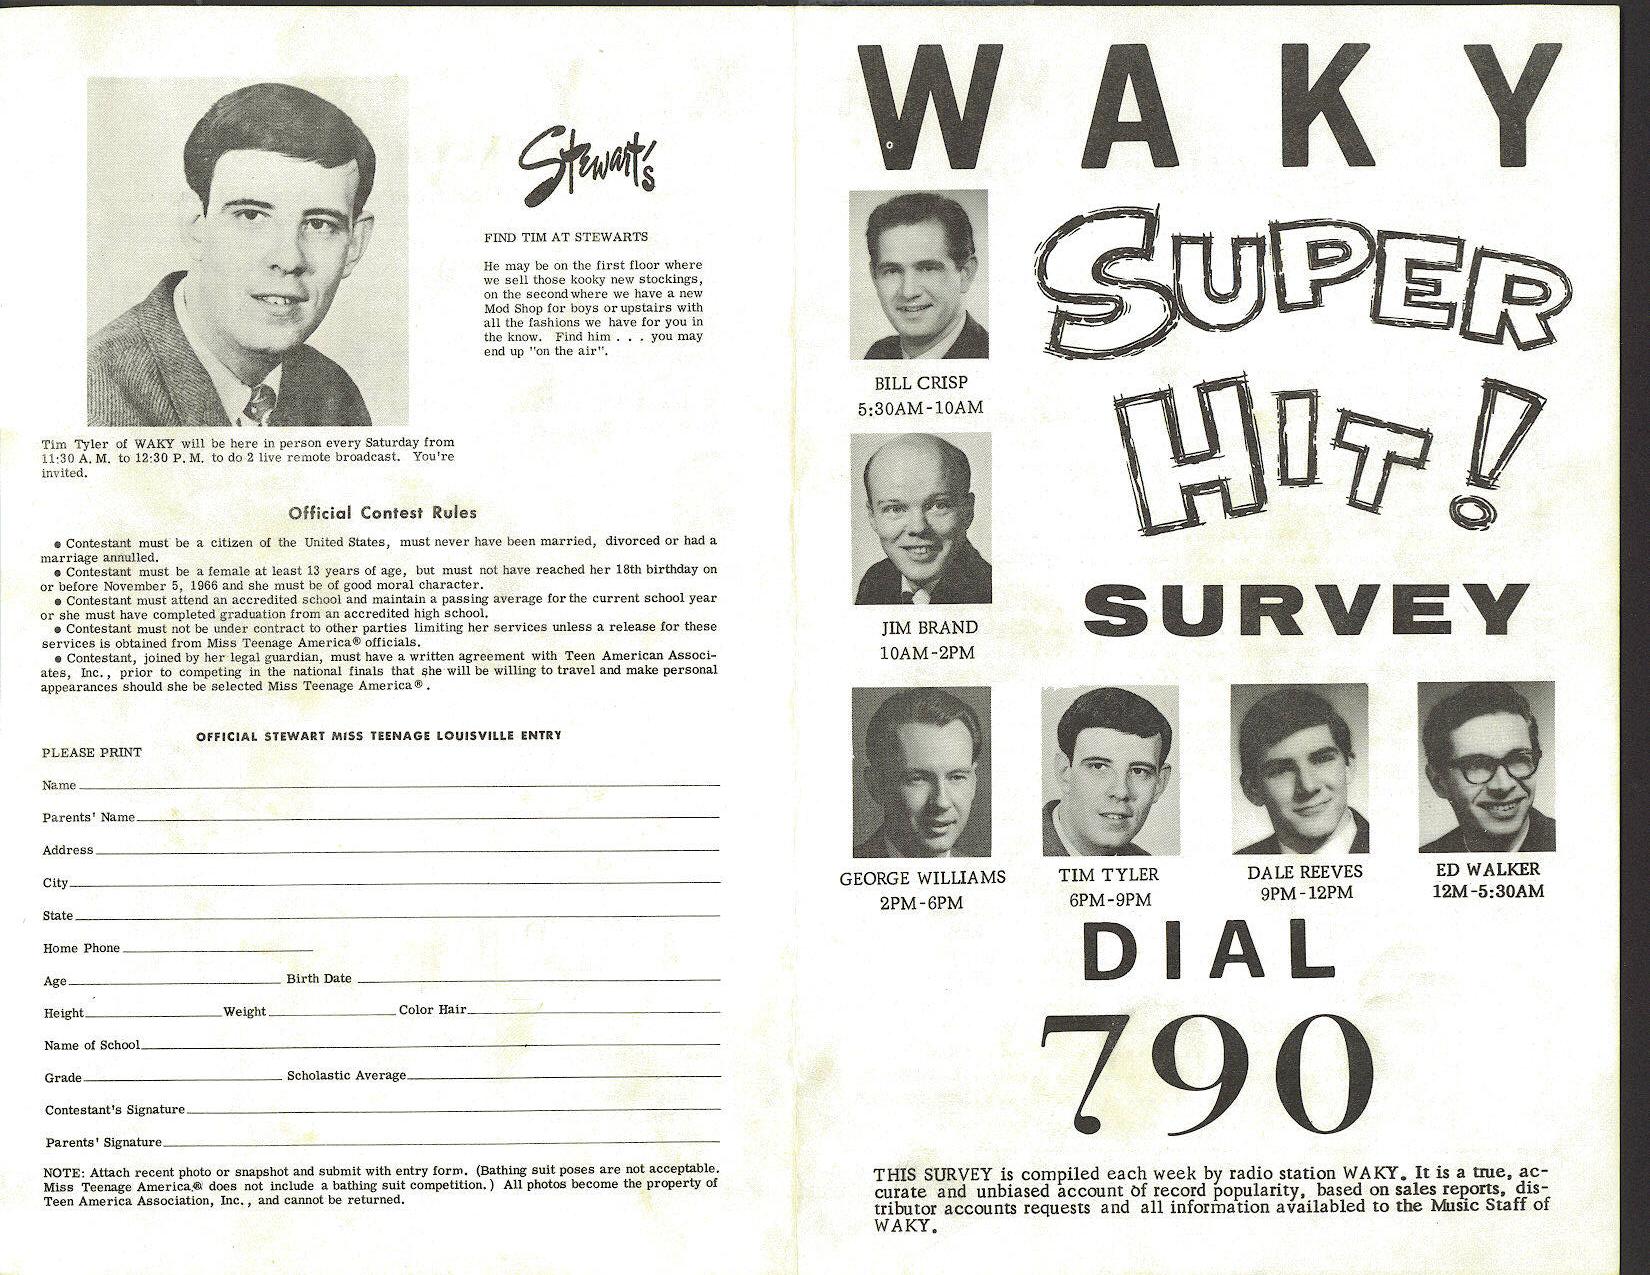 Stewart's
FIND TIM AT STEWARTS
He may be on the first floor where
we sell those kooky new stockings,
on the second where we have a new
Mod Shop for boys or upstairs with
all the fashions we have for you in
the know. Find him . . . you may
end up "on the air".
Tim Tyler of WAKY will be here in person every Saturday from
11:30 A.M. to 12:30 P.M. to do 2 live remote broadcast. You're
invited.
Official Contest Rules
● Contestant must be a citizen of the United States, must never have been married, divorced or had a
marriage annulled.
● Contestant must be a female at least 13 years of age, but must not have reached her 18th birthday on
or before November 5, 1966 and she must be of good moral character.
● Contestant must attend an accredited school and maintain a passing average for the current school year
or she must have completed graduation from an accredited high school.
● Contestant must not be under contract to other parties limiting her services unless a release for these
services is obtained from Miss Teenage America® officials.
● Contestant, joined by her legal guardian, must have a written agreement with Teen American Associ-
ates, Inc., prior to competing in the national finals that she will be willing to travel and make personal
appearances should she be selected Miss Teenage America®.
OFFICIAL STEWART MISS TEENAGE LOUISVILLE ENTRY
PLEASE PRINT
Name
Parents' Name
Address
City
State
Home Phone
Age Birth Date
Height Weight Color Hair
Name of School
Grade Scholastic Average
Contestant's Signature
Parents' Signature
NOTE: Attach recent photo or snapshot and submit with entry form. (Bathing suit poses are not acceptable.
Miss Teenage America® does not include a bathing suit competition.) All photos become the property of
Teen America Association, Inc., and cannot be returned.
WAKY
SUPER
HIT!
SURVEY
BILL CRISP
5:30AM-10AM
JIM BRAND
10AM-2PM
GEORGE WILLIAMS
2PM-6PM
TIM TYLER
6PM-9PM
DALE REEVES
9PM-12PM
ED WALKER
12M-5:30AM
DIAL
790
THIS SURVEY is compiled each week by radio station WAKY. It is a true, ac-
curate and unbiased account of record popularity, based on sales reports, dis-
tributor accounts requests and all information availabled to the Music Staff of
WAKY.